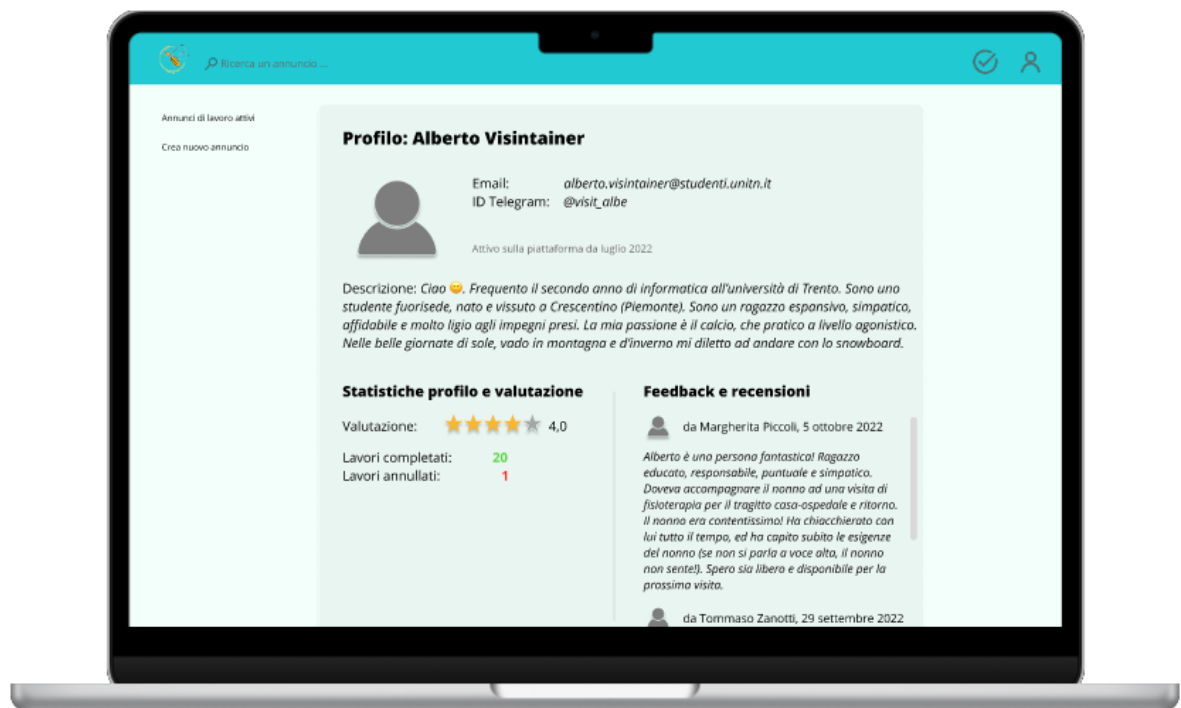 Ricerca un annuncio ...
Annunci di lavoro attivi
Crea nuovo annuncio
Profilo: Alberto Visintainer
Email: alberto.visintainer@studenti.unitn.it
ID Telegram: @visit_albe
Attivo sulla piattaforma da luglio 2022
Descrizione: Ciao 😊. Frequento il secondo anno di informatica all'università di Trento. Sono uno
studente fuorisede, nato e vissuto a Crescentino (Piemonte). Sono un ragazzo espansivo, simpatico,
affidabile e molto ligio agli impegni presi. La mia passione è il calcio, che pratico a livello agonistico.
Nelle belle giornate di sole, vado in montagna e d'inverno mi diletto ad andare con lo snowboard.
Statistiche profilo e valutazione
Valutazione: 4,0
Lavori completati: 20
Lavori annullati: 1
Feedback e recensioni
da Margherita Piccoli, 5 ottobre 2022
Alberto è una persona fantastica! Ragazzo
educato, responsabile, puntuale e simpatico.
Doveva accompagnare il nonno ad una visita di
fisioterapia per il tragitto casa-ospedale e ritorno.
Il nonno era contentissimo! Ha chiacchierato con
lui tutto il tempo, ed ha capito subito le esigenze
del nonno (se non si parla a voce alta, il nonno
non sente!). Spero sia libero e disponibile per la
prossima visita.
da Tommaso Zanotti, 29 settembre 2022